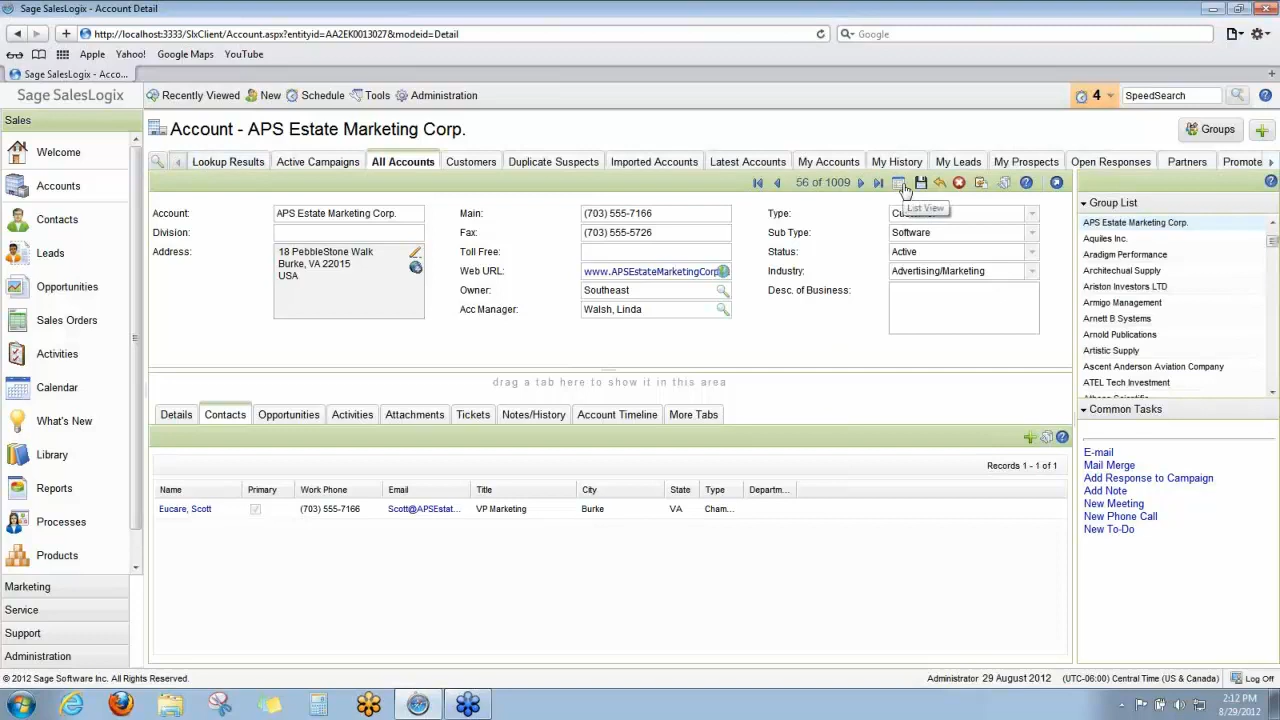 Sage SalesLogix - Account Detail
http://localhost:3333/SlxClient/Account.aspx?entityid=AA2EK0013027&modeid=Detail
Google
Apple Yahoo! Google Maps YouTube
Sage SalesLogix - Acco...
Sage SalesLogix Recently Viewed New Schedule Tools Administration 4 SpeedSearch
Sales
Account - APS Estate Marketing Corp. Groups
Lookup Results Active Campaigns All Accounts Customers Duplicate Suspects Imported Accounts Latest Accounts My Accounts My History My Leads My Prospects Open Responses Partners Promote
56 of 1009
List View
Welcome
Accounts
Contacts
Leads
Opportunities
Sales Orders
Activities
Calendar
What's New
Library
Reports
Processes
Products
Marketing
Service
Support
Administration
Account: APS Estate Marketing Corp.
Division:
Address: 18 PebbleStone Walk
Burke, VA 22015
USA
Main: (703) 555-7166
Fax: (703) 555-5726
Toll Free:
Web URL: www.APSEstateMarketingCorp
Owner: Southeast
Acc Manager: Walsh, Linda
Type:
Sub Type: Software
Status: Active
Industry: Advertising/Marketing
Desc. of Business:
drag a tab here to show it in this area
Details Contacts Opportunities Activities Attachments Tickets Notes/History Account Timeline More Tabs
Records 1 - 1 of 1
Name Primary Work Phone Email Title City State Type Departm...
Eucare, Scott (703) 555-7166 Scott@APSEstat... VP Marketing Burke VA Cham...
Group List
APS Estate Marketing Corp.
Aquiles Inc.
Aradigm Performance
Architechual Supply
Ariston Investors LTD
Armigo Management
Arnett B Systems
Arnold Publications
Artistic Supply
Ascent Anderson Aviation Company
ATEL Tech Investment
Common Tasks
E-mail
Mail Merge
Add Response to Campaign
Add Note
New Meeting
New Phone Call
New To-Do
© 2012 Sage Software Inc. All Rights Reserved. Administrator 29 August 2012 (UTC-06:00) Central Time (US & Canada) Log Off
2:12 PM
8/29/2012